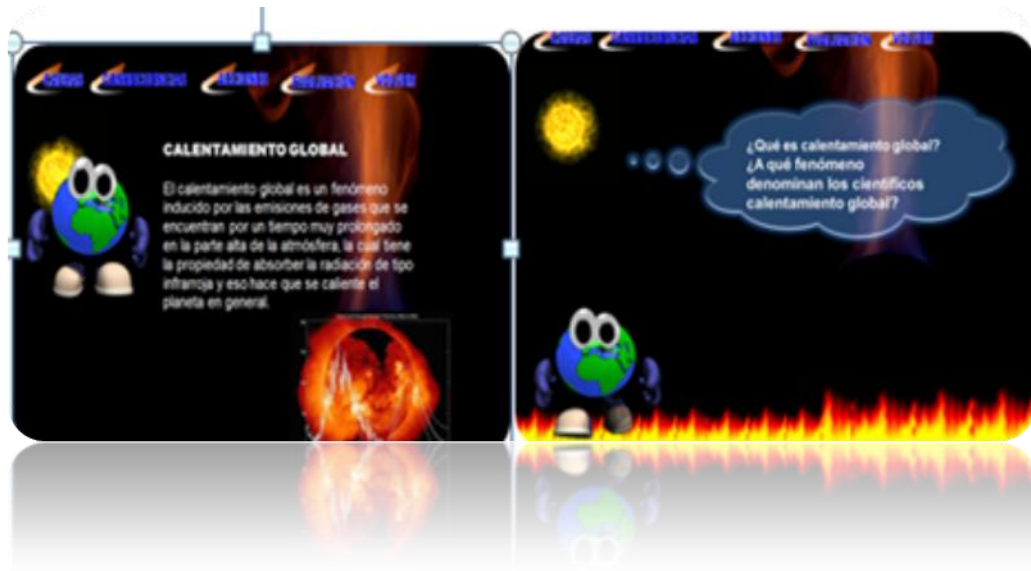 CALENTAMIENTO GLOBAL
El calentamiento global es un fenómeno
inducido por las emisiones de gases que se
encuentran por un tiempo muy prolongado
en la parte alta de la atmósfera, la cual tiene
la propiedad de absorber la radiación de tipo
infrarroja y eso hace que se caliente el
planeta en general.
¿Qué es calentamiento global?
¿A qué fenómeno
denominan los científicos
calentamiento global?